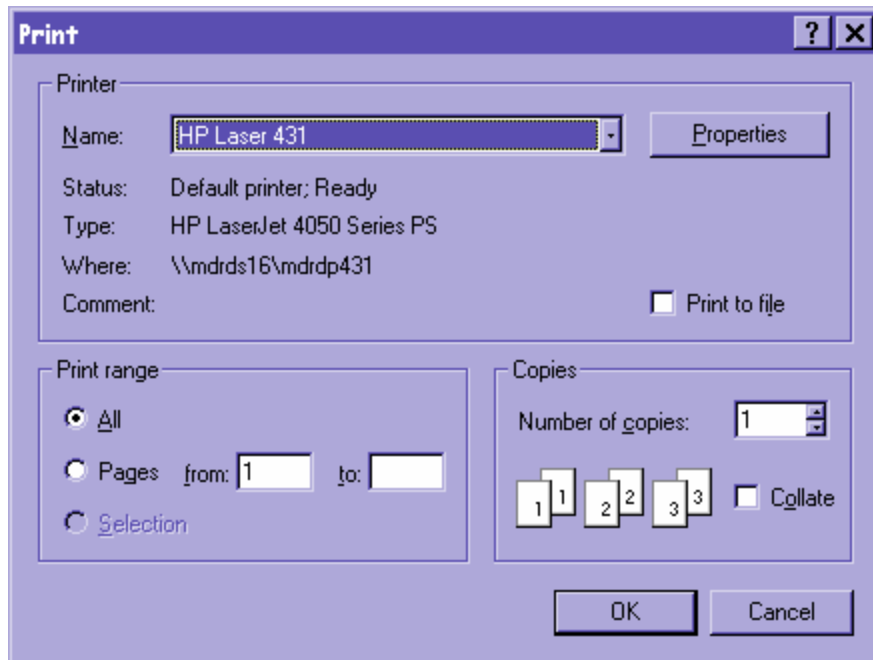 Print ? X
Printer
Name: HP Laser 431 Properties
Status: Default printer; Ready
Type: HP LaserJet 4050 Series PS
Where: \\mdrds16\mdrdp431
Comment: Print to file
Print range
All
Pages from: 1 to:
Selection
Copies
Number of copies: 1
1 1 2 2 3 3 Collate
OK Cancel